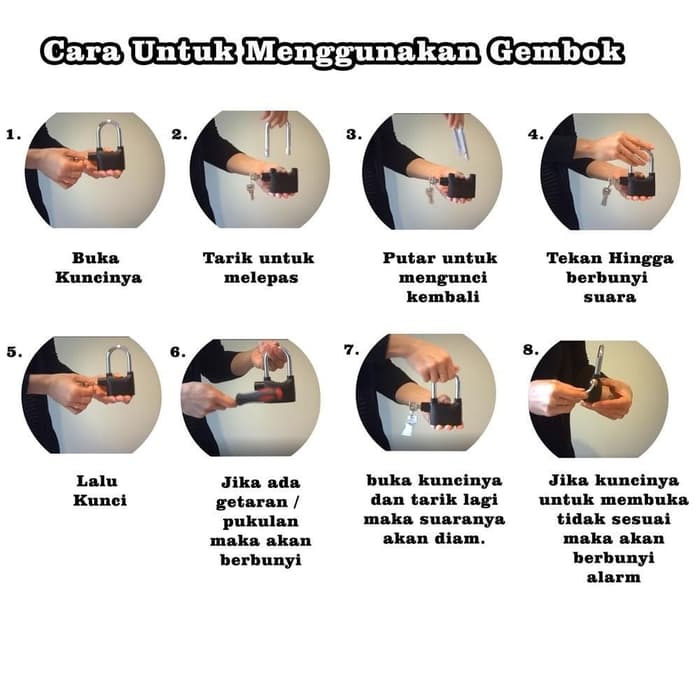 Cara Untuk Menggunakan Gembok
1.
Buka
Kuncinya
2.
Tarik untuk
melepas
3.
Putar untuk
mengunci
kembali
4.
Tekan Hingga
berbunyi
suara
5.
Lalu
Kunci
6.
Jika ada
getaran /
pukulan
maka akan
berbunyi
7.
buka kuncinya
dan tarik lagi
maka suaranya
akan diam.
8.
Jika kuncinya
untuk membuka
tidak sesuai
maka akan
berbunyi
alarm